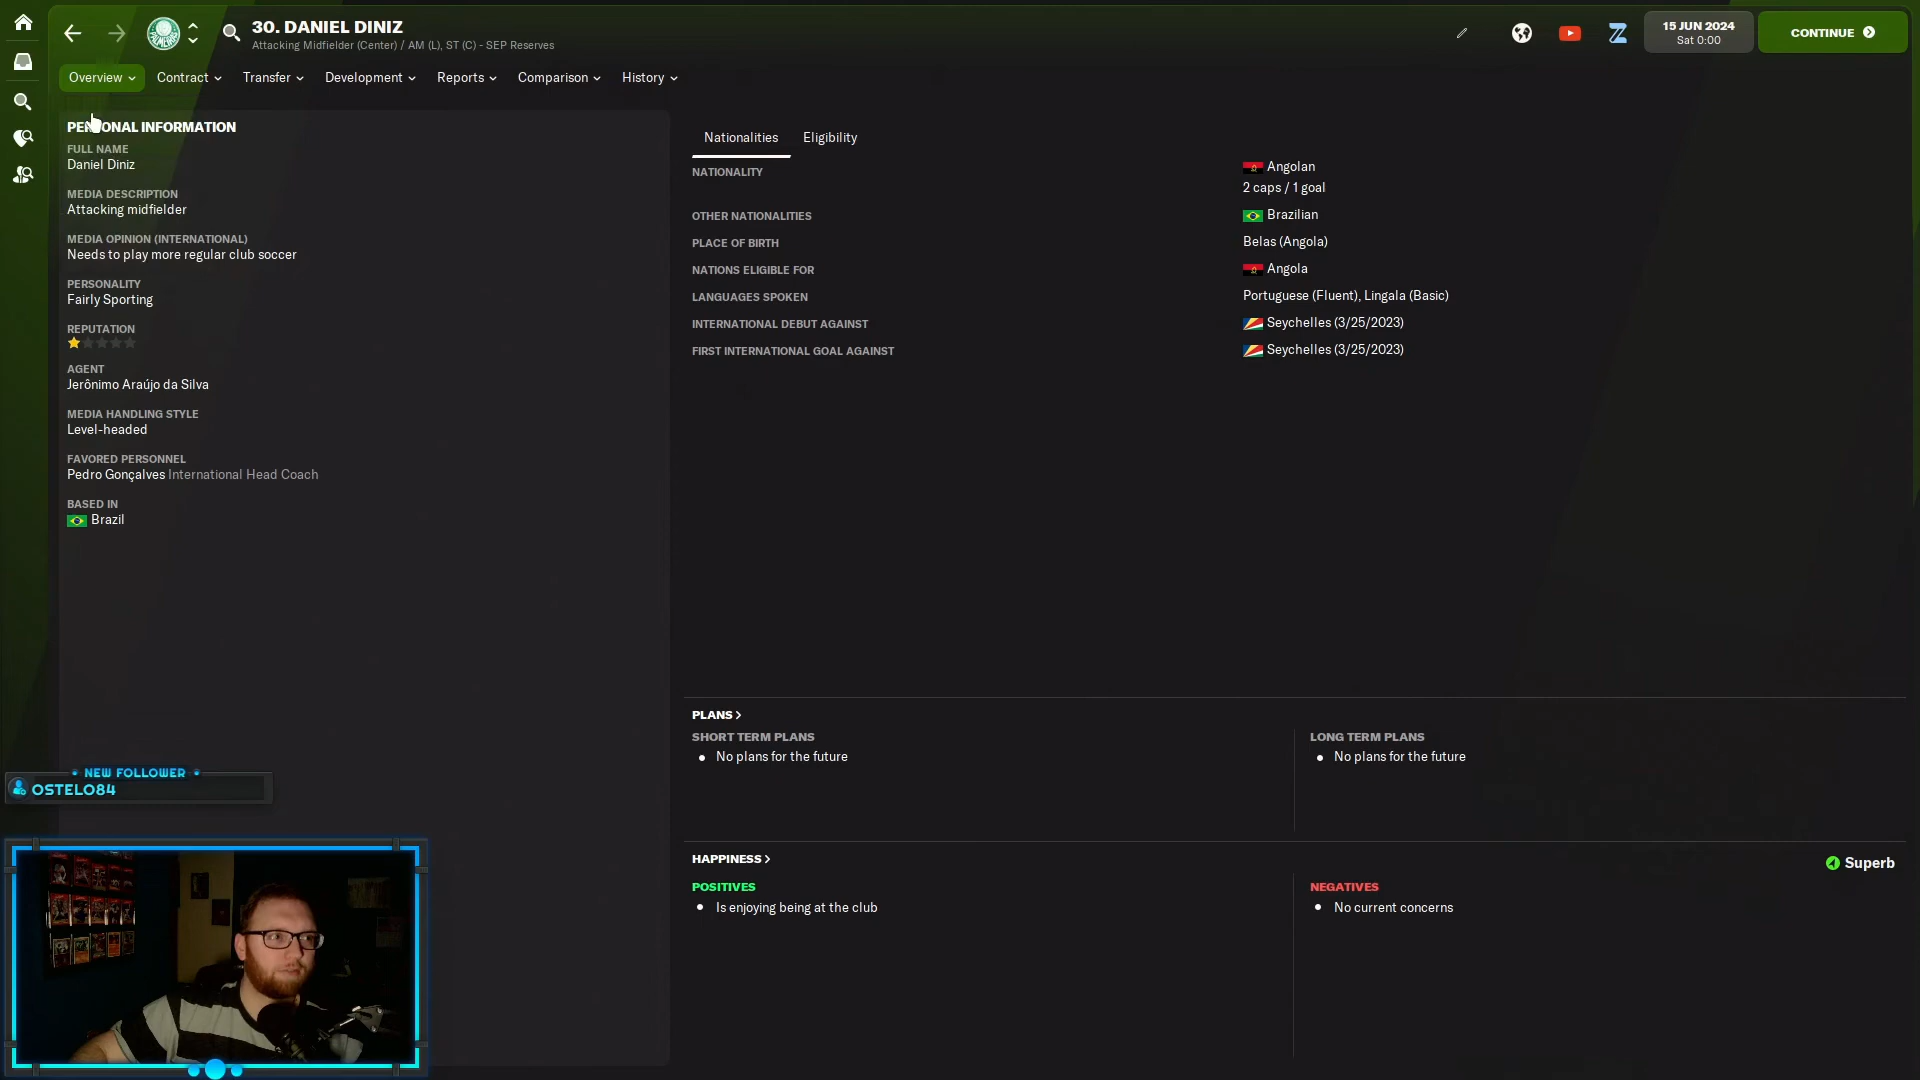 30. DANIEL DINIZ
Attacking Midfielder (Center) / AM (L), ST (C) - SEP Reserves
15 JUN 2024
Sat 0:00
CONTINUE
Overview
Contract
Transfer
Development
Reports
Comparison
History
PERSONAL INFORMATION
FULL NAME
Daniel Diniz
MEDIA DESCRIPTION
Attacking midfielder
MEDIA OPINION (INTERNATIONAL)
Needs to play more regular club soccer
PERSONALITY
Fairly Sporting
REPUTATION
AGENT
Jerônimo Araújo da Silva
MEDIA HANDLING STYLE
Level-headed
FAVORED PERSONNEL
Pedro Gonçalves International Head Coach
BASED IN
Brazil
Nationalities
Eligibility
NATIONALITY
Angolan
2 caps / 1 goal
OTHER NATIONALITIES
Brazilian
PLACE OF BIRTH
Belas (Angola)
NATIONS ELIGIBLE FOR
Angola
LANGUAGES SPOKEN
Portuguese (Fluent), Lingala (Basic)
INTERNATIONAL DEBUT AGAINST
Seychelles (3/25/2023)
FIRST INTERNATIONAL GOAL AGAINST
Seychelles (3/25/2023)
PLANS >
SHORT TERM PLANS
• No plans for the future
LONG TERM PLANS
• No plans for the future
HAPPINESS >
Superb
POSITIVES
• Is enjoying being at the club
NEGATIVES
• No current concerns
NEW FOLLOWER
OSTELO84